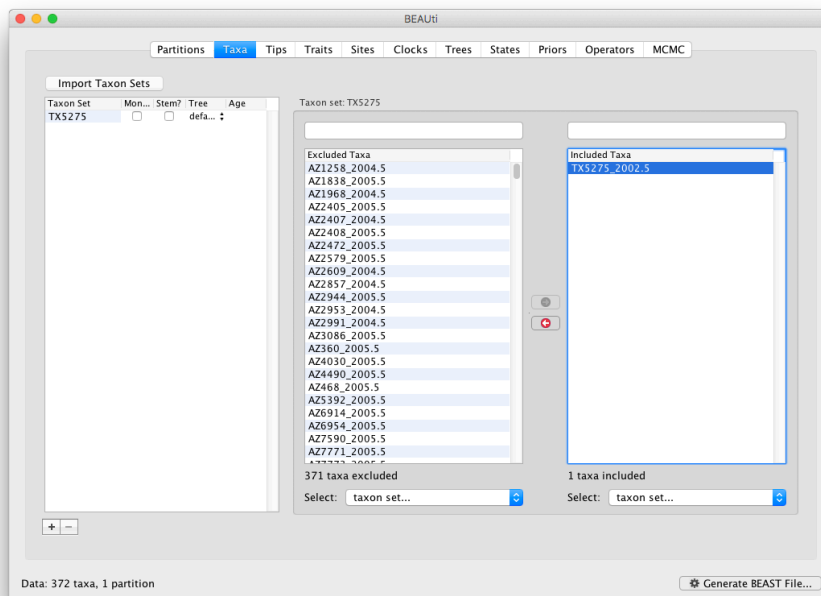 BEAUti
Partitions Taxa Tips Traits Sites Clocks Trees States Priors Operators MCMC
Import Taxon Sets
Taxon Set Mon... Stem? Tree Age
TX5275 defa...
Taxon set: TX5275
Excluded Taxa
AZ1258_2004.5
AZ1838_2005.5
AZ1968_2004.5
AZ2405_2005.5
AZ2407_2004.5
AZ2408_2005.5
AZ2472_2005.5
AZ2579_2005.5
AZ2609_2004.5
AZ2857_2004.5
AZ2944_2005.5
AZ2953_2004.5
AZ2991_2004.5
AZ3086_2005.5
AZ360_2005.5
AZ4030_2005.5
AZ4490_2005.5
AZ468_2005.5
AZ5392_2005.5
AZ6914_2005.5
AZ6954_2005.5
AZ7590_2005.5
AZ7771_2005.5
371 taxa excluded
Select: taxon set...
Included Taxa
TX5275_2002.5
1 taxa included
Select: taxon set...
+ −
Data: 372 taxa, 1 partition
Generate BEAST File...